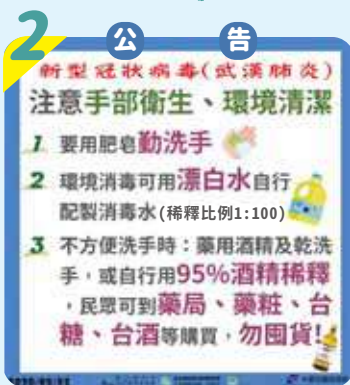 2
公 告
新型冠狀病毒(武漢肺炎)
注意手部衛生、環境清潔
1 要用肥皂勤洗手
2 環境消毒可用漂白水自行
配製消毒水(稀釋比例1:100)
3 不方便洗手時：藥用酒精及乾洗
手，或自行用95%酒精稀釋
，民眾可到藥局、藥粧、台
糖、台酒等購買，勿囤貨!